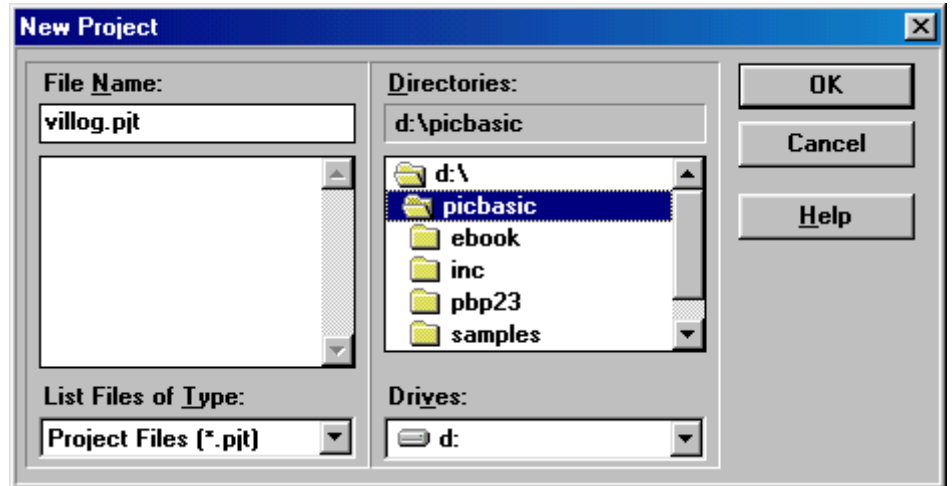 New Project
File Name:
villog.pjt
List Files of Type:
Project Files (*.pjt)
Directories:
d:\picbasic
d:\
picbasic
ebook
inc
pbp23
samples
Drives:
d:
OK
Cancel
Help